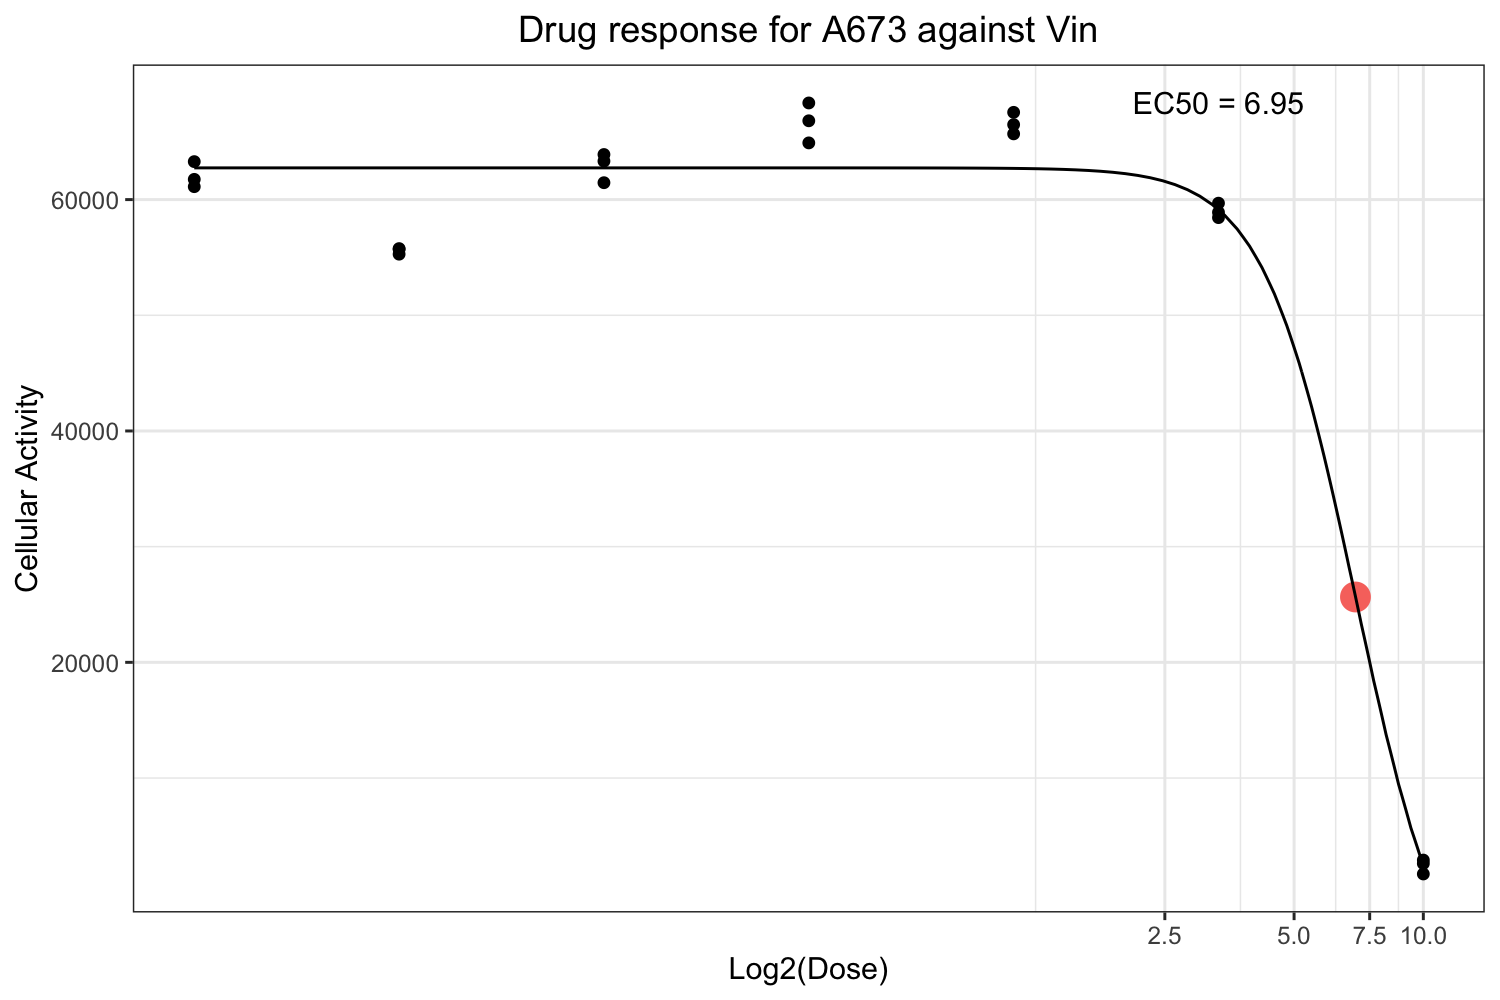 Drug response for A673 against Vin
EC50 = 6.95
60000
40000
20000
Cellular Activity
2.5 5.0 7.5 10.0
Log2(Dose)